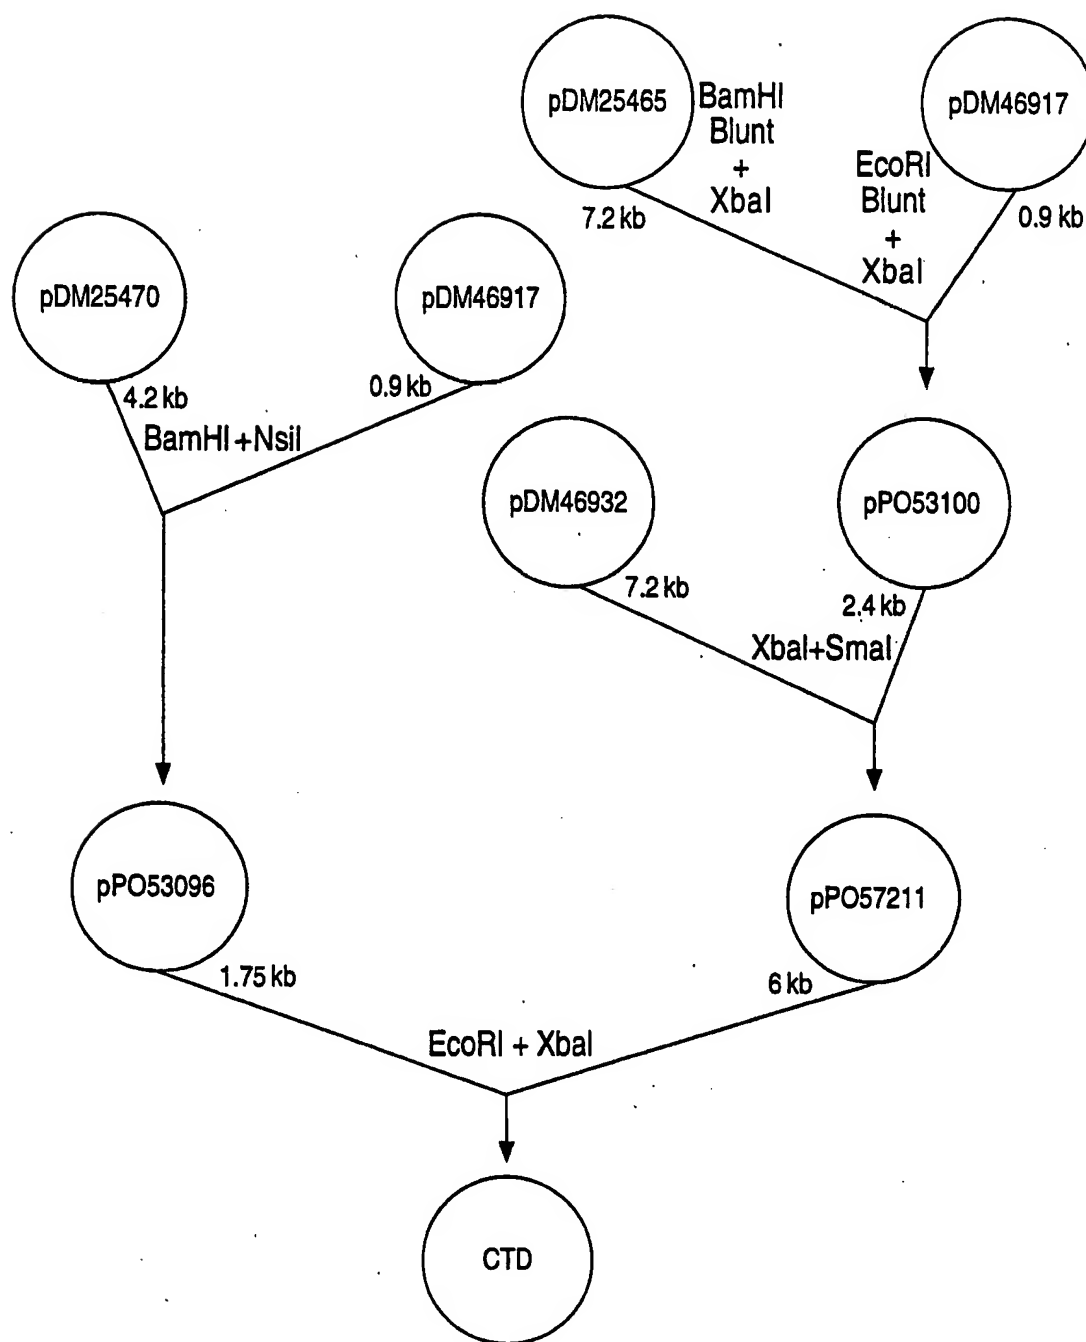 pDM25465
BamHI
Blunt
+
XbaI
pDM46917
EcoRI
Blunt
+
XbaI
7.2 kb
0.9 kb
pDM25470
pDM46917
4.2 kb
0.9 kb
BamHI +NsiI
pDM46932
pPO53100
7.2 kb
2.4 kb
XbaI+SmaI
pPO53096
pPO57211
1.75 kb
6 kb
EcoRI + XbaI
CTD